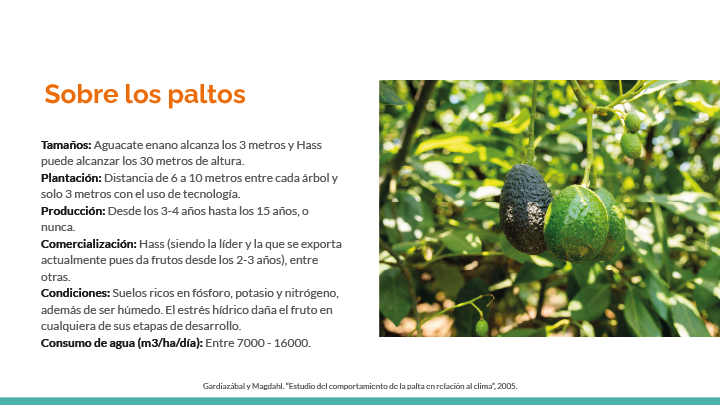 Sobre los paltos
Tamaños: Aguacate enano alcanza los 3 metros y Hass
puede alcanzar los 30 metros de altura.
Plantación: Distancia de 6 a 10 metros entre cada árbol y
solo 3 metros con el uso de tecnología.
Producción: Desde los 3-4 años hasta los 15 años, o
nunca.
Comercialización: Hass (siendo la líder y la que se exporta
actualmente pues da frutos desde los 2-3 años), entre
otras.
Condiciones: Suelos ricos en fósforo, potasio y nitrógeno,
además de ser húmedo. El estrés hídrico daña el fruto en
cualquiera de sus etapas de desarrollo.
Consumo de agua (m3/ha/día): Entre 7000 - 16000.
Gardiazábal y Magdahl. “Estudio del comportamiento de la palta en relación al clima”, 2005.